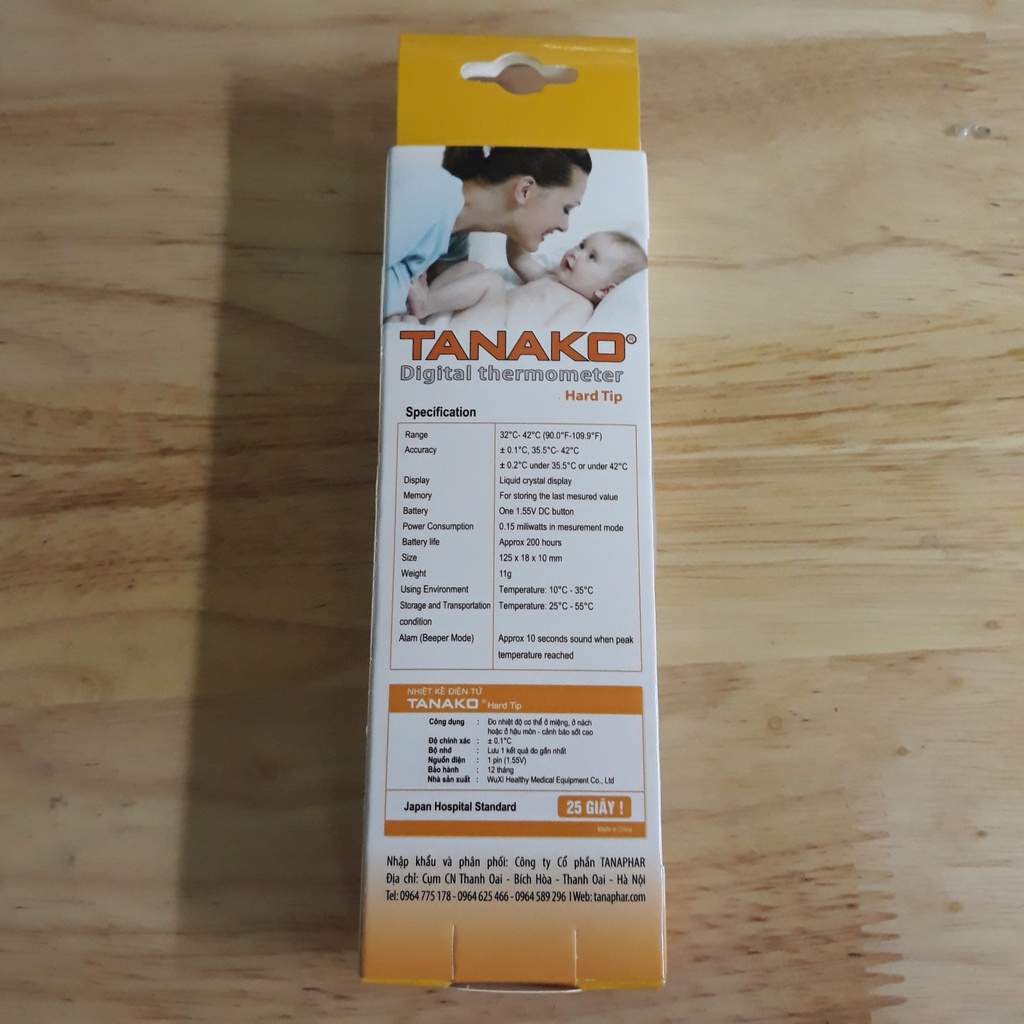 TANAKO®
Digital thermometer
Hard Tip
Specification
Range 32°C- 42°C (90.0°F-109.9°F)
Accuracy ± 0.1°C, 35.5°C- 42°C
± 0.2°C under 35.5°C or under 42°C
Display Liquid crystal display
Memory For storing the last mesured value
Battery One 1.55V DC button
Power Consumption 0.15 miliwatts in mesurement mode
Battery life Approx 200 hours
Size 125 x 18 x 10 mm
Weight 11g
Using Environment Temperature: 10°C - 35°C
Storage and Transportation Temperature: 25°C - 55°C
condition
Alam (Beeper Mode) Approx 10 seconds sound when peak
temperature reached
NHIỆT KẾ ĐIỆN TỬ
TANAKO® Hard Tip
Công dụng : Đo nhiệt độ cơ thể ở miệng, ở nách
hoặc ở hậu môn - cảnh báo sốt cao
Độ chính xác : ± 0.1°C
Bộ nhớ : Lưu 1 kết quả đo gần nhất
Nguồn điện : 1 pin (1.55V)
Bảo hành : 12 tháng
Nhà sản xuất : WuXi Healthy Medical Equipment Co., Ltd
Japan Hospital Standard 25 GIÂY !
Made in China
Nhập khẩu và phân phối: Công ty Cổ phần TANAPHAR
Địa chỉ: Cụm CN Thanh Oai - Bích Hòa - Thanh Oai - Hà Nội
Tel: 0964 775 178 - 0964 625 466 - 0964 589 296 | Web: tanaphar.com